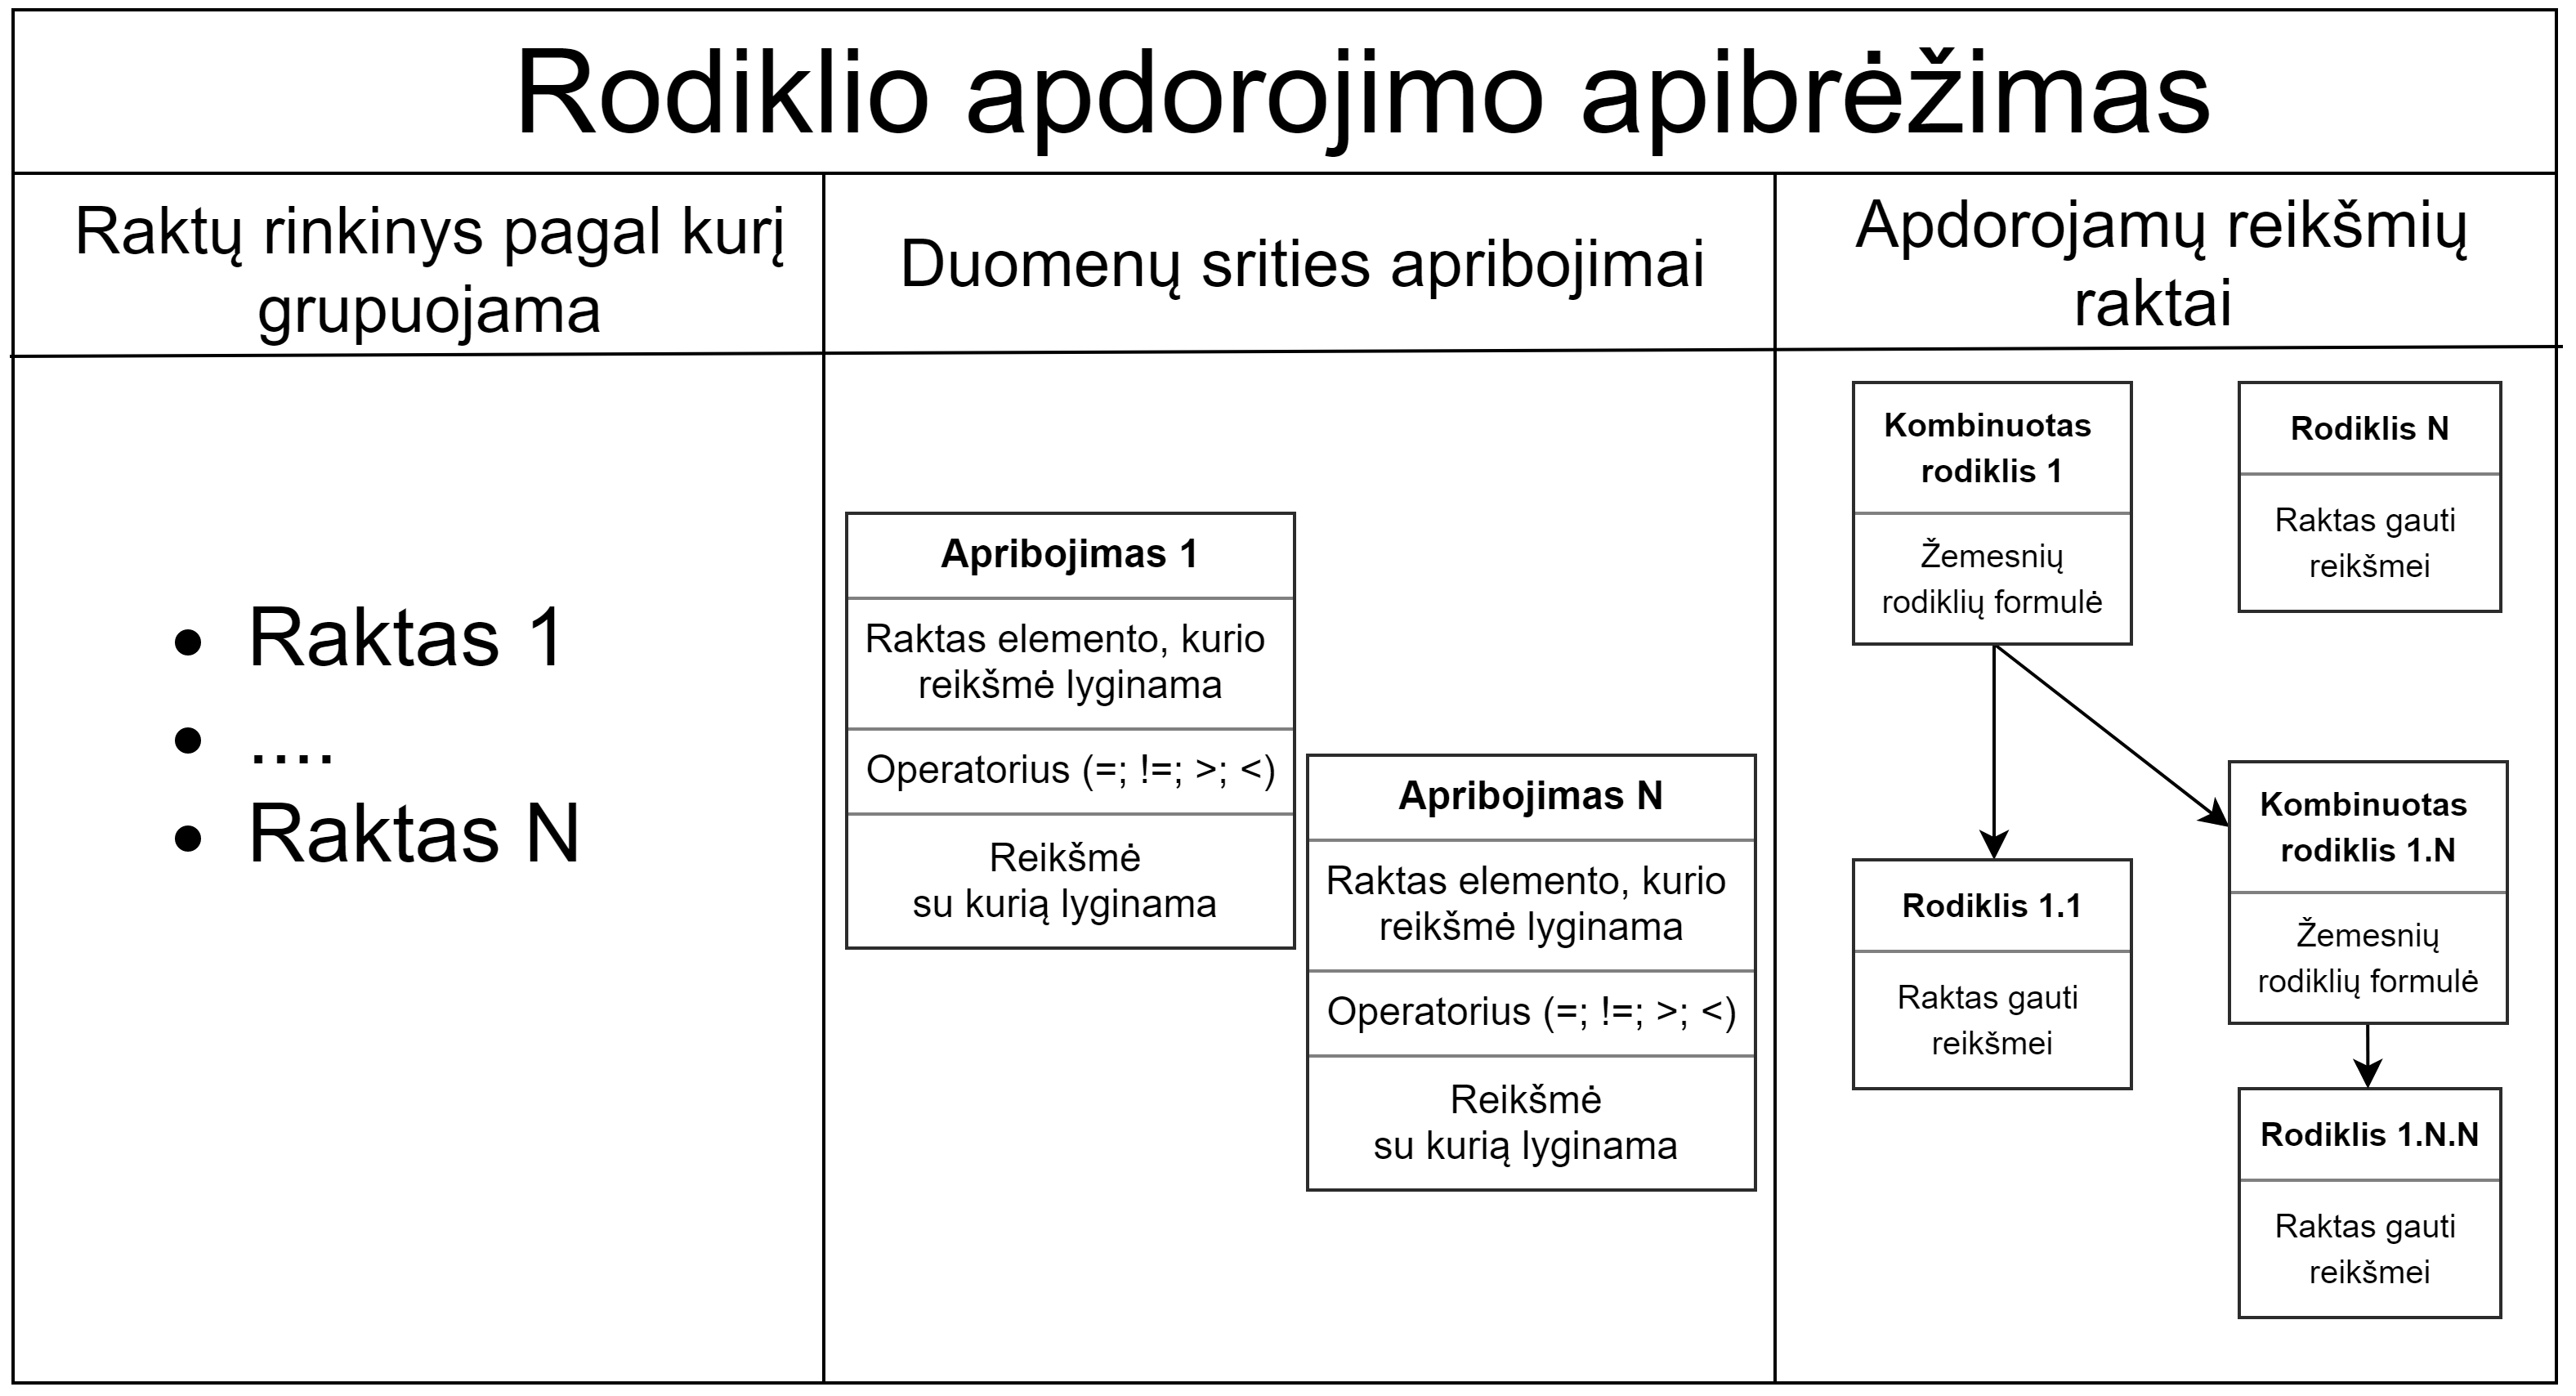 Rodiklio apdorojimo apibrėžimas
Raktų rinkinys pagal kurį
grupuojama
Duomenų srities apribojimai
Apdorojamų reikšmių
raktai
• Raktas 1
• ....
• Raktas N
Apribojimas 1
Raktas elemento, kurio
reikšmė lyginama
Operatorius (=; !=; >; <)
Reikšmė
su kurią lyginama
Apribojimas N
Raktas elemento, kurio
reikšmė lyginama
Operatorius (=; !=; >; <)
Reikšmė
su kurią lyginama
Kombinuotas
rodiklis 1
Žemesnių
rodiklių formulė
Rodiklis N
Raktas gauti
reikšmei
Rodiklis 1.1
Raktas gauti
reikšmei
Kombinuotas
rodiklis 1.N
Žemesnių
rodiklių formulė
Rodiklis 1.N.N
Raktas gauti
reikšmei